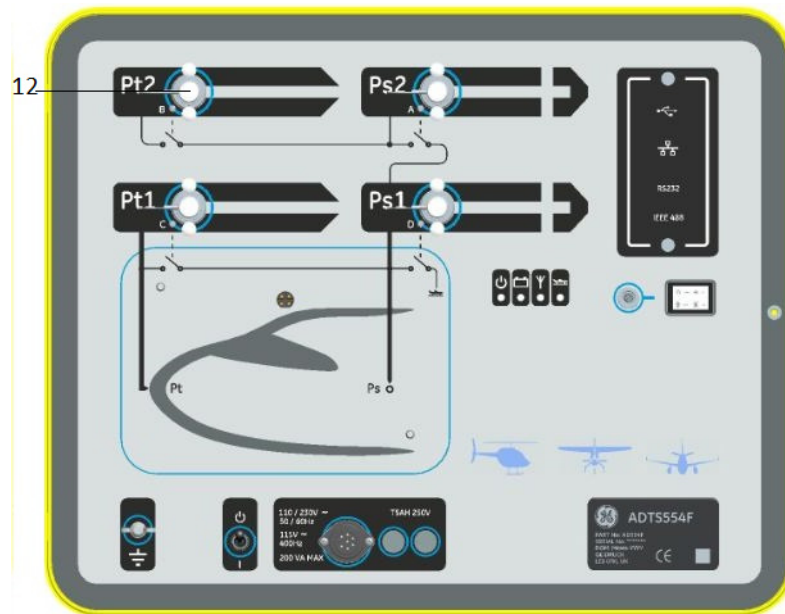 12
Pt2
Ps2
B
A
Pt1
Ps1
C
D
RS232
IEEE 488
Pt
Ps
110 / 230V ~
50 / 60Hz
115V ~
400Hz
200 VA MAX
T5AH 250V
GE
ADTS554F
CE